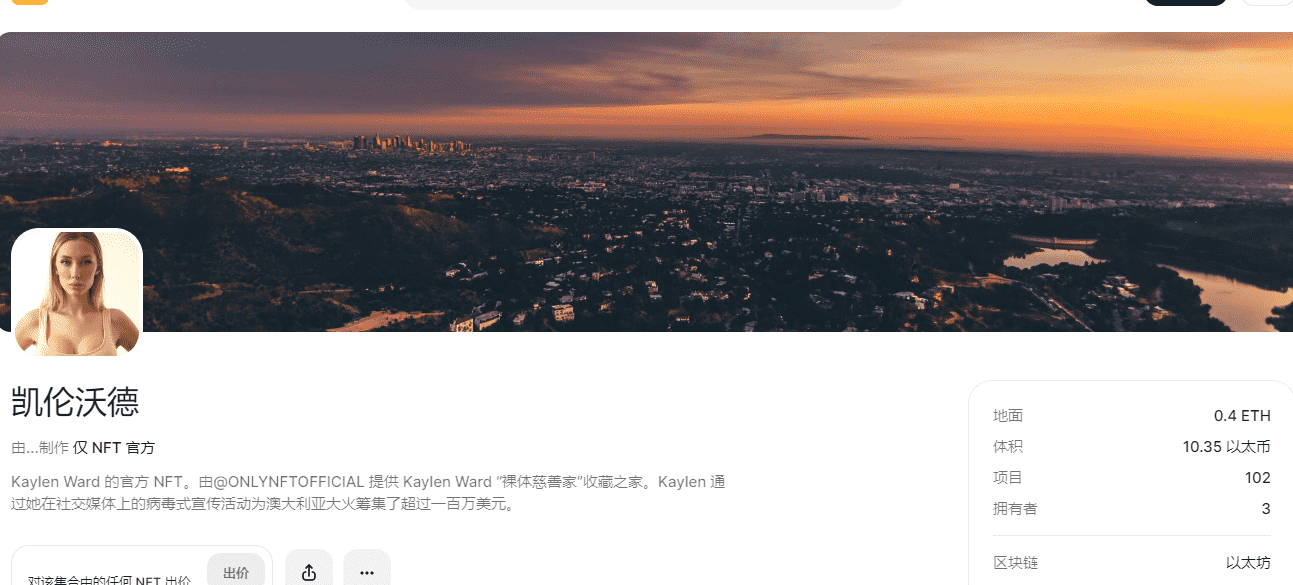 凯伦沃德
由...制作 仅 NFT 官方
Kaylen Ward 的官方 NFT。由@ONLYNFTOFFICIAL 提供 Kaylen Ward “裸体慈善家”收藏之家。Kaylen 通
过她在社交媒体上的病毒式宣传活动为澳大利亚大火筹集了超过一百万美元。
对该集合中的任何 NFT 出价
出价
地面 0.4 ETH
体积 10.35 以太币
项目 102
拥有者 3
区块链 以太坊